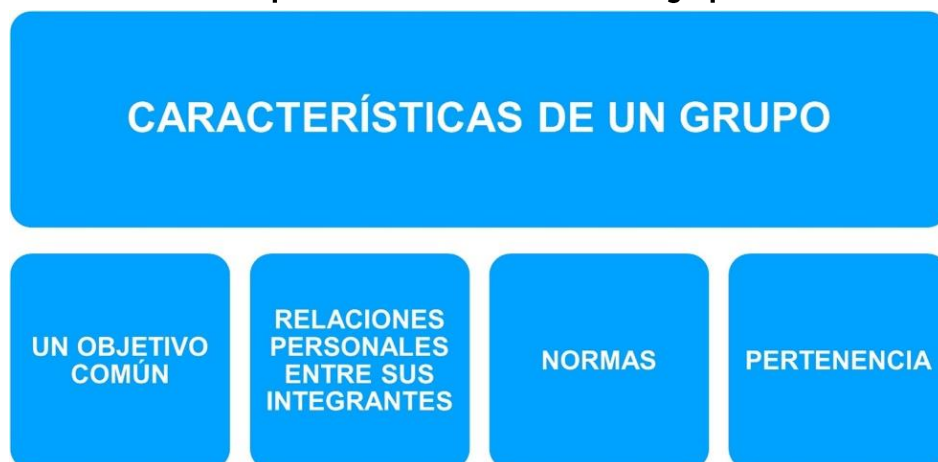 CARACTERÍSTICAS DE UN GRUPO
UN OBJETIVO
COMÚN
RELACIONES
PERSONALES
ENTRE SUS
INTEGRANTES
NORMAS
PERTENENCIA